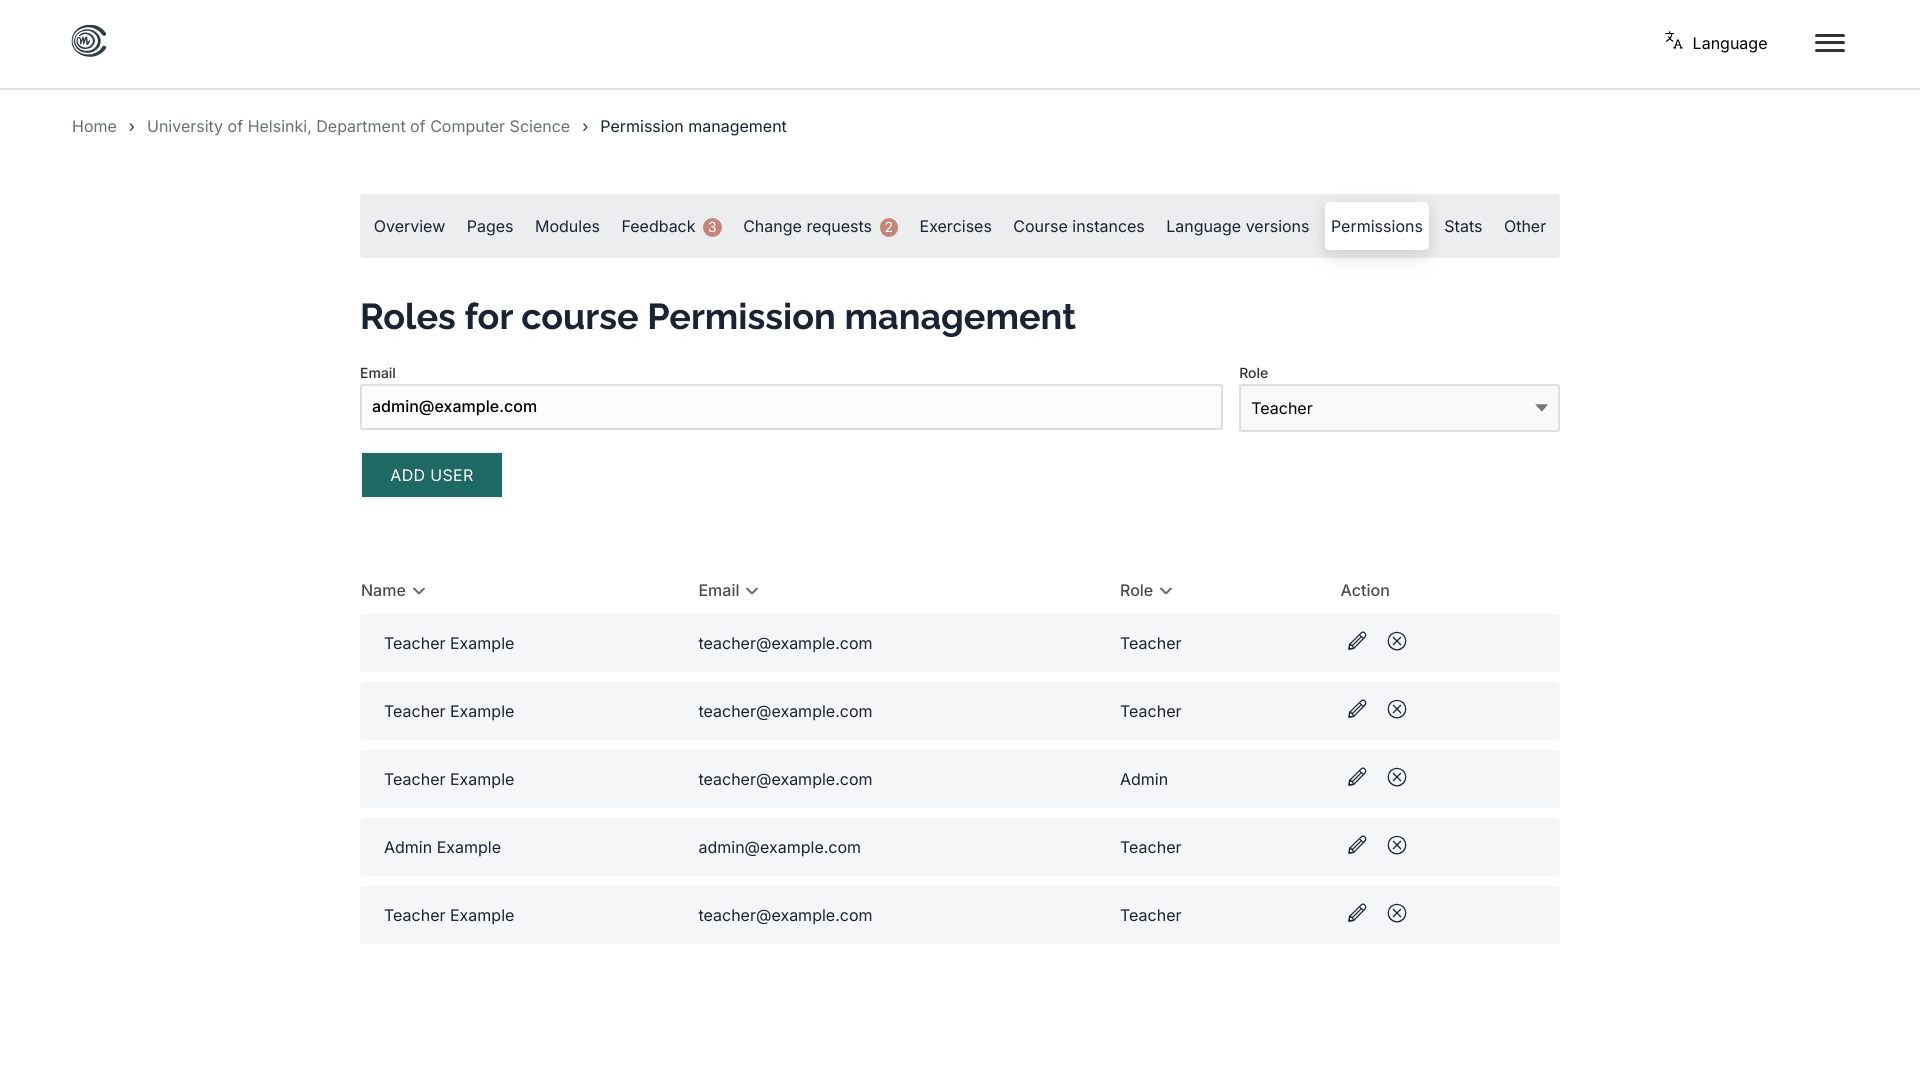 Language
Home › University of Helsinki, Department of Computer Science › Permission management
Overview Pages Modules Feedback 3 Change requests 2 Exercises Course instances Language versions Permissions Stats Other
Roles for course Permission management
Email Role
admin@example.com Teacher
ADD USER
Name Email Role Action
Teacher Example teacher@example.com Teacher
Teacher Example teacher@example.com Teacher
Teacher Example teacher@example.com Admin
Admin Example admin@example.com Teacher
Teacher Example teacher@example.com Teacher